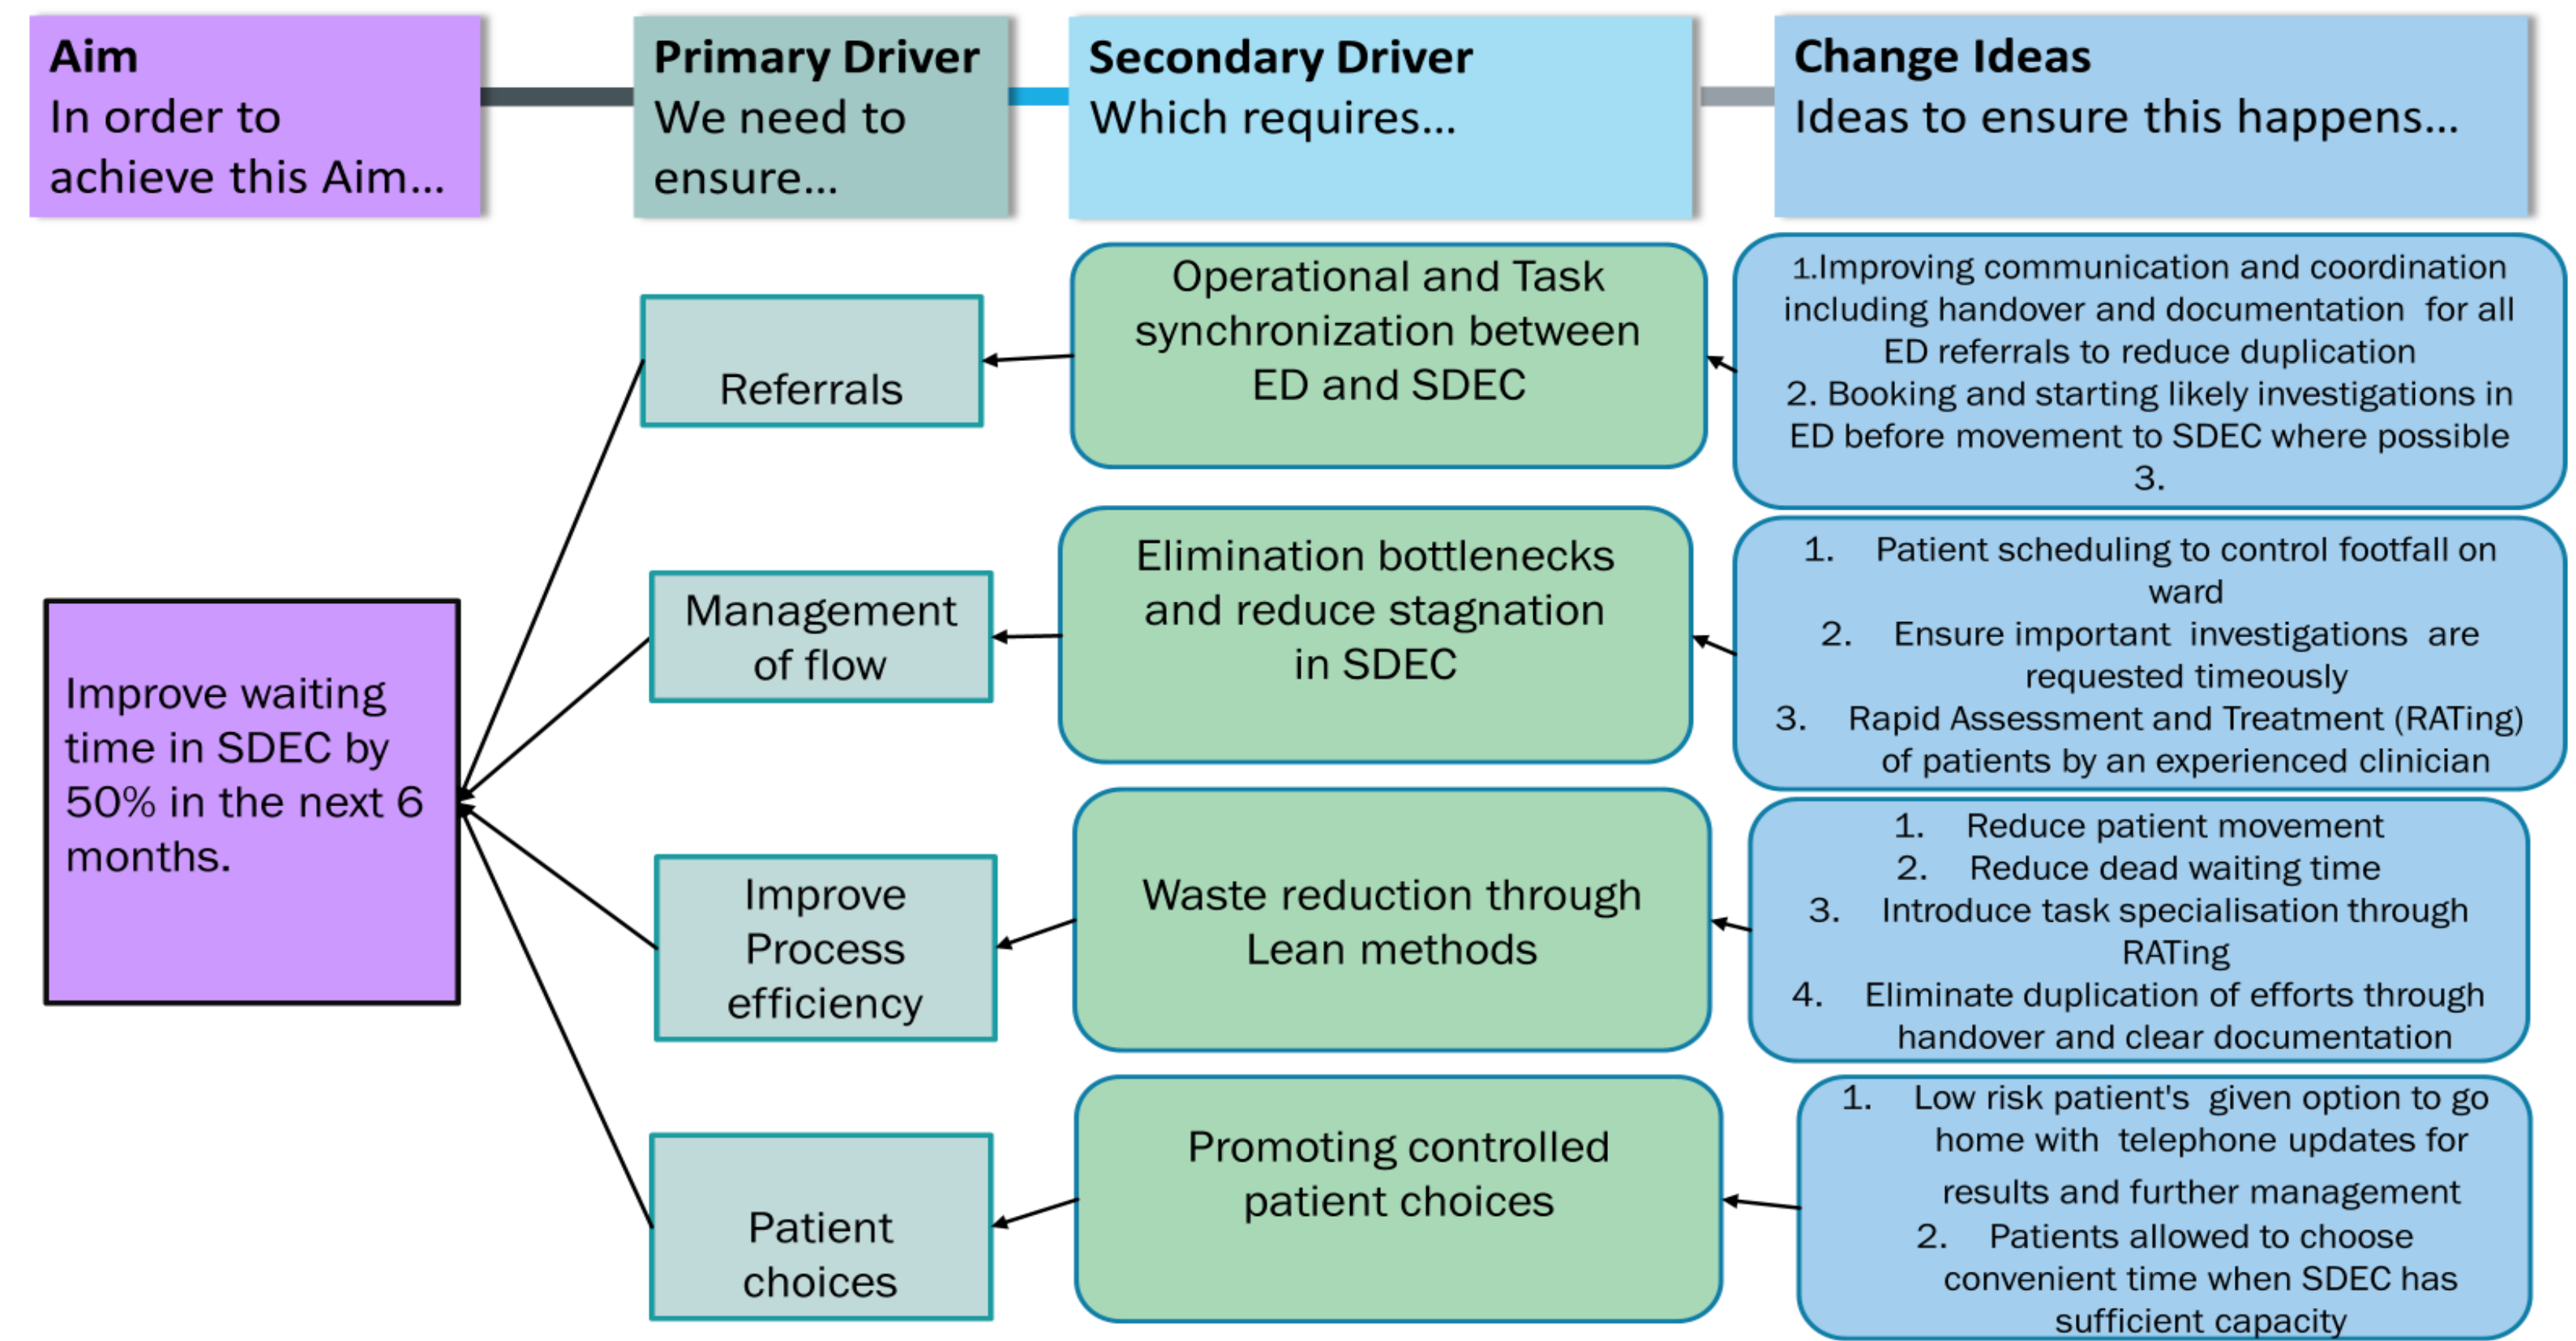 Aim
In order to
achieve this Aim...
Primary Driver
We need to
ensure...
Secondary Driver
Which requires...
Change Ideas
Ideas to ensure this happens...
Improve waiting
time in SDEC by
50% in the next 6
months.
Referrals
Operational and Task
synchronization between
ED and SDEC
1.Improving communication and coordination
including handover and documentation for all
ED referrals to reduce duplication
2. Booking and starting likely investigations in
ED before movement to SDEC where possible
3.
Management
of flow
Elimination bottlenecks
and reduce stagnation
in SDEC
1. Patient scheduling to control footfall on
ward
2. Ensure important investigations are
requested timeously
3. Rapid Assessment and Treatment (RATing)
of patients by an experienced clinician
Improve
Process
efficiency
Waste reduction through
Lean methods
1. Reduce patient movement
2. Reduce dead waiting time
3. Introduce task specialisation through
RATing
4. Eliminate duplication of efforts through
handover and clear documentation
Patient
choices
Promoting controlled
patient choices
1. Low risk patient's given option to go
home with telephone updates for
results and further management
2. Patients allowed to choose
convenient time when SDEC has
sufficient capacity